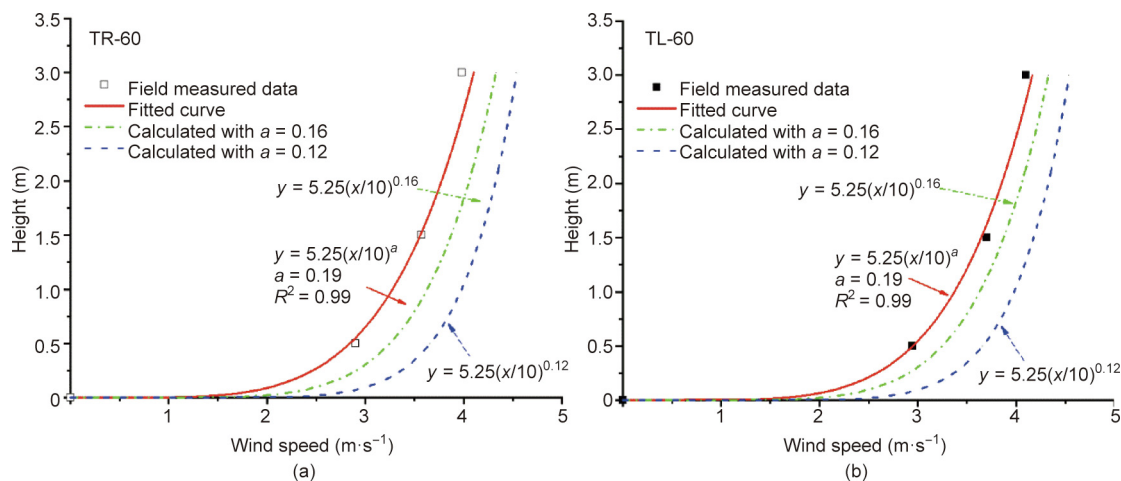 TR-60
Field measured data
Fitted curve
Calculated with a = 0.16
Calculated with a = 0.12
y = 5.25(x/10)^0.16
y = 5.25(x/10)^a
a = 0.19
R² = 0.99
y = 5.25(x/10)^0.12
Height (m)
3.5
3.0
2.5
2.0
1.5
1.0
0.5
0
1 2 3 4 5
Wind speed (m·s⁻¹)
(a)
TL-60
Field measured data
Fitted curve
Calculated with a = 0.16
Calculated with a = 0.12
y = 5.25(x/10)^0.16
y = 5.25(x/10)^a
a = 0.19
R² = 0.99
y = 5.25(x/10)^0.12
Height (m)
3.5
3.0
2.5
2.0
1.5
1.0
0.5
0
1 2 3 4 5
Wind speed (m·s⁻¹)
(b)